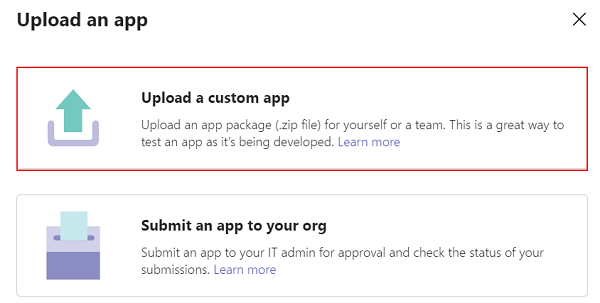 Upload an app
Upload a custom app
Upload an app package (.zip file) for yourself or a team. This is a great way to
test an app as it's being developed. Learn more
Submit an app to your org
Submit an app to your IT admin for approval and check the status of your
submissions. Learn more